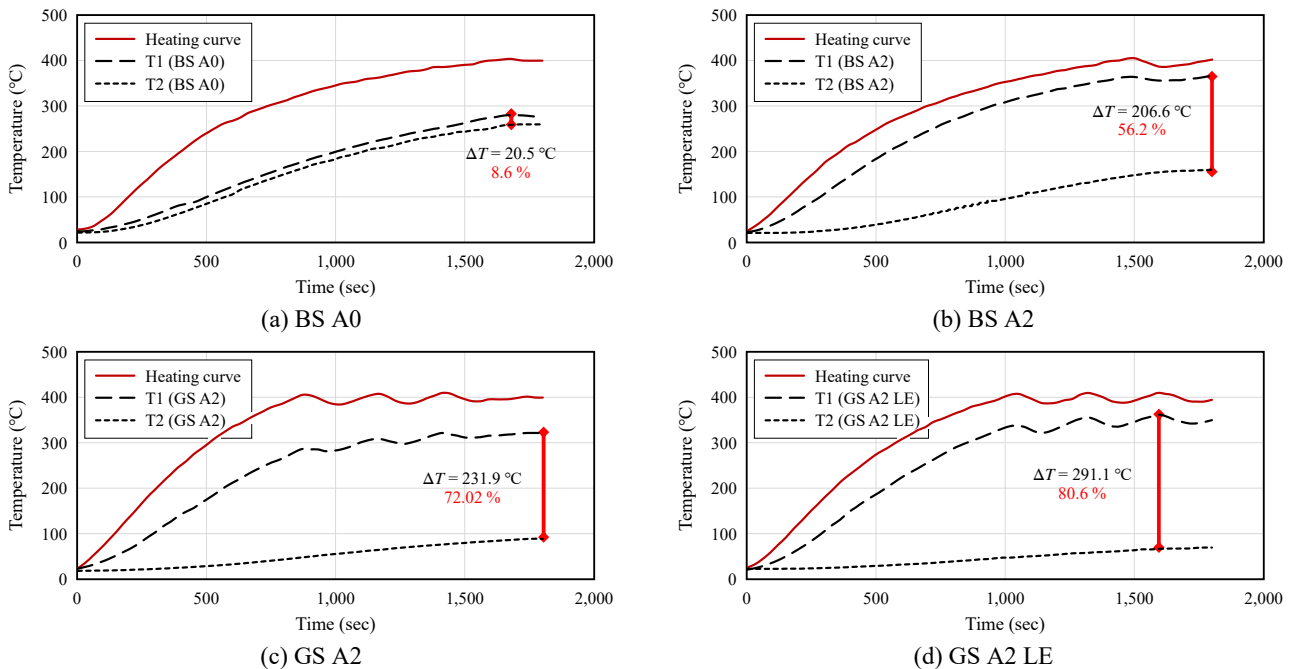 500
400
300
200
100
0
Temperature (°C)
Heating curve
T1 (BS A0)
T2 (BS A0)
ΔT = 20.5 ℃
8.6 %
0
500
1,000
1,500
2,000
Time (sec)
(a) BS A0
500
400
300
200
100
0
Temperature (°C)
Heating curve
T1 (BS A2)
T2 (BS A2)
ΔT = 206.6 ℃
56.2 %
0
500
1,000
1,500
2,000
Time (sec)
(b) BS A2
500
400
300
200
100
0
Temperature (°C)
Heating curve
T1 (GS A2)
T2 (GS A2)
ΔT = 231.9 ℃
72.02 %
0
500
1,000
1,500
2,000
Time (sec)
(c) GS A2
500
400
300
200
100
0
Temperature (°C)
Heating curve
T1 (GS A2 LE)
T2 (GS A2 LE)
ΔT = 291.1 ℃
80.6 %
0
500
1,000
1,500
2,000
Time (sec)
(d) GS A2 LE